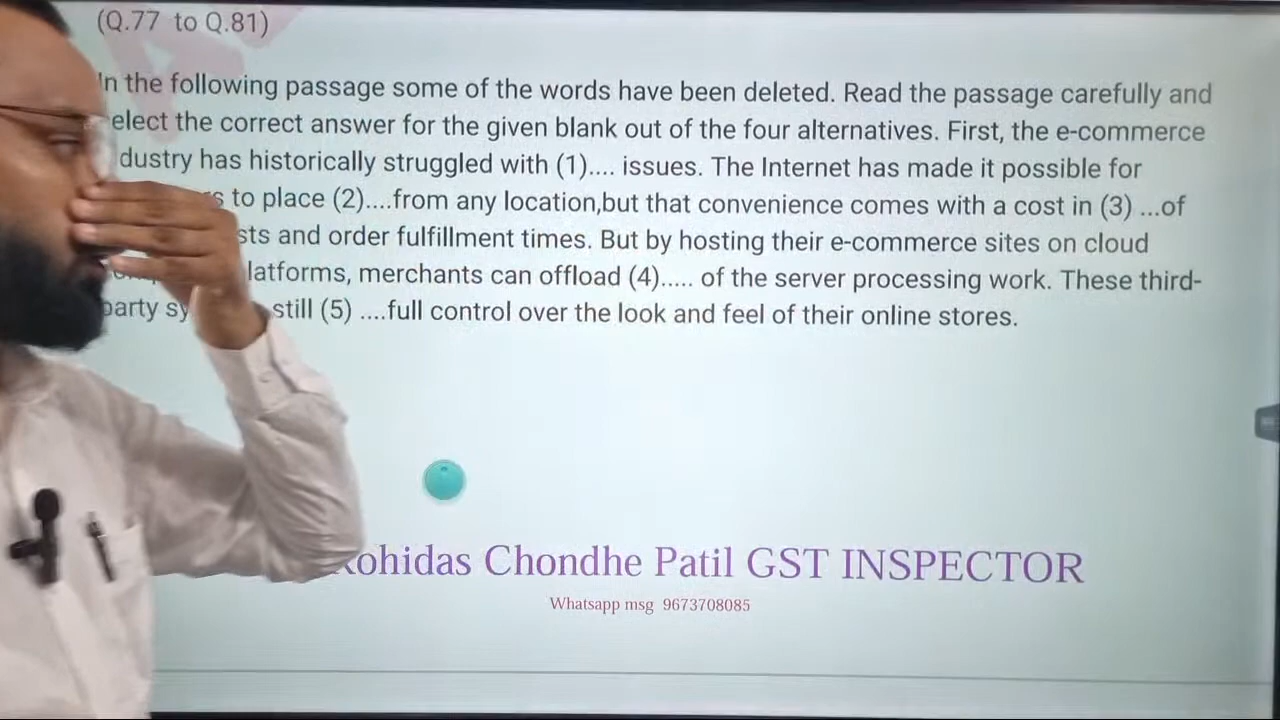 (Q.77 to Q.81)
In the following passage some of the words have been deleted. Read the passage carefully and
elect the correct answer for the given blank out of the four alternatives. First, the e-commerce
dustry has historically struggled with (1).... issues. The Internet has made it possible for
to place (2)....from any location,but that convenience comes with a cost in (3) ...of
sts and order fulfillment times. But by hosting their e-commerce sites on cloud
latforms, merchants can offload (4)..... of the server processing work. These third-
party sy still (5) ....full control over the look and feel of their online stores.
ohidas Chondhe Patil GST INSPECTOR
Whatsapp msg 9673708085